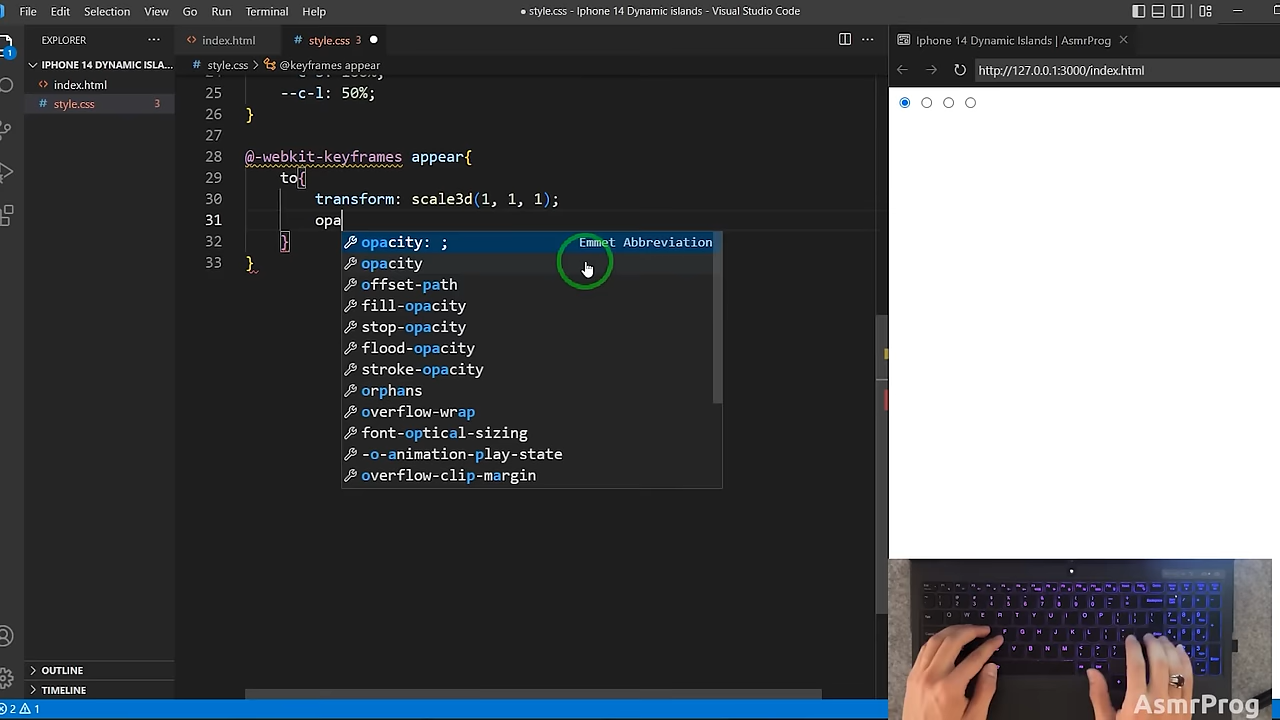 File Edit Selection View Go Run Terminal Help
● style.css - Iphone 14 Dynamic islands - Visual Studio Code
EXPLORER ···
IPHONE 14 DYNAMIC ISLA...
index.html
style.css 3
OUTLINE
TIMELINE
1
2 1
index.html
style.css 3 ●
style.css > @keyframes appear
25 --c-l: 50%;
26 }
27
28 @-webkit-keyframes appear{
29 to{
30 transform: scale3d(1, 1, 1);
31 opa
32 }
33 }
opacity: ; Emmet Abbreviation
opacity
offset-path
fill-opacity
stop-opacity
flood-opacity
stroke-opacity
orphans
overflow-wrap
font-optical-sizing
-o-animation-play-state
overflow-clip-margin
Iphone 14 Dynamic Islands | AsmrProg
http://127.0.0.1:3000/index.html
AsmrProg